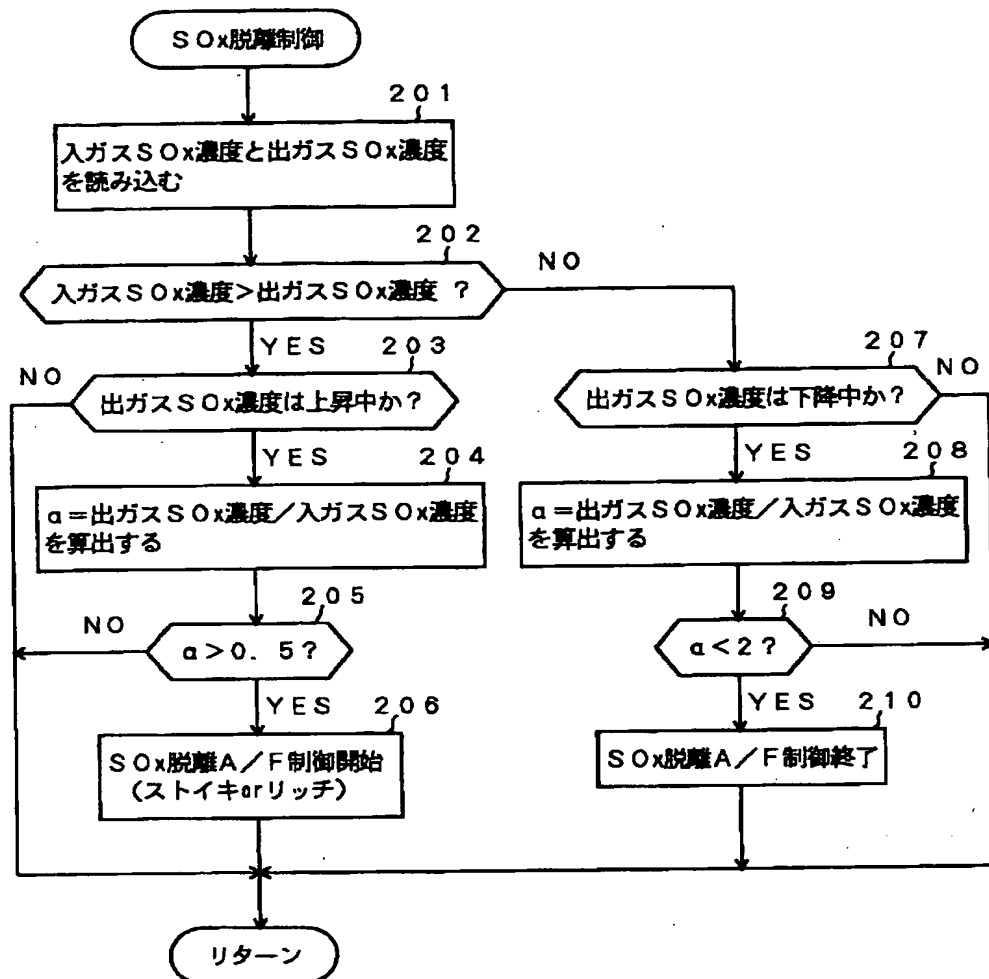 ＳＯx脱離制御
２０１
入ガスＳＯx濃度と出ガスＳＯx濃度
を読み込む
２０２
入ガスＳＯx濃度＞出ガスＳＯx濃度 ？
ＮＯ
ＹＥＳ
２０３
ＮＯ
出ガスＳＯx濃度は上昇中か？
２０７
ＮＯ
出ガスＳＯx濃度は下降中か？
ＹＥＳ
２０４
α＝出ガスＳＯx濃度／入ガスＳＯx濃度
を算出する
ＹＥＳ
２０８
α＝出ガスＳＯx濃度／入ガスＳＯx濃度
を算出する
２０５
ＮＯ
α＞０．５？
２０９
ＮＯ
α＜２？
ＹＥＳ
２０６
ＳＯx脱離Ａ／Ｆ制御開始
（ストイキorリッチ）
ＹＥＳ
２１０
ＳＯx脱離Ａ／Ｆ制御終了
リターン